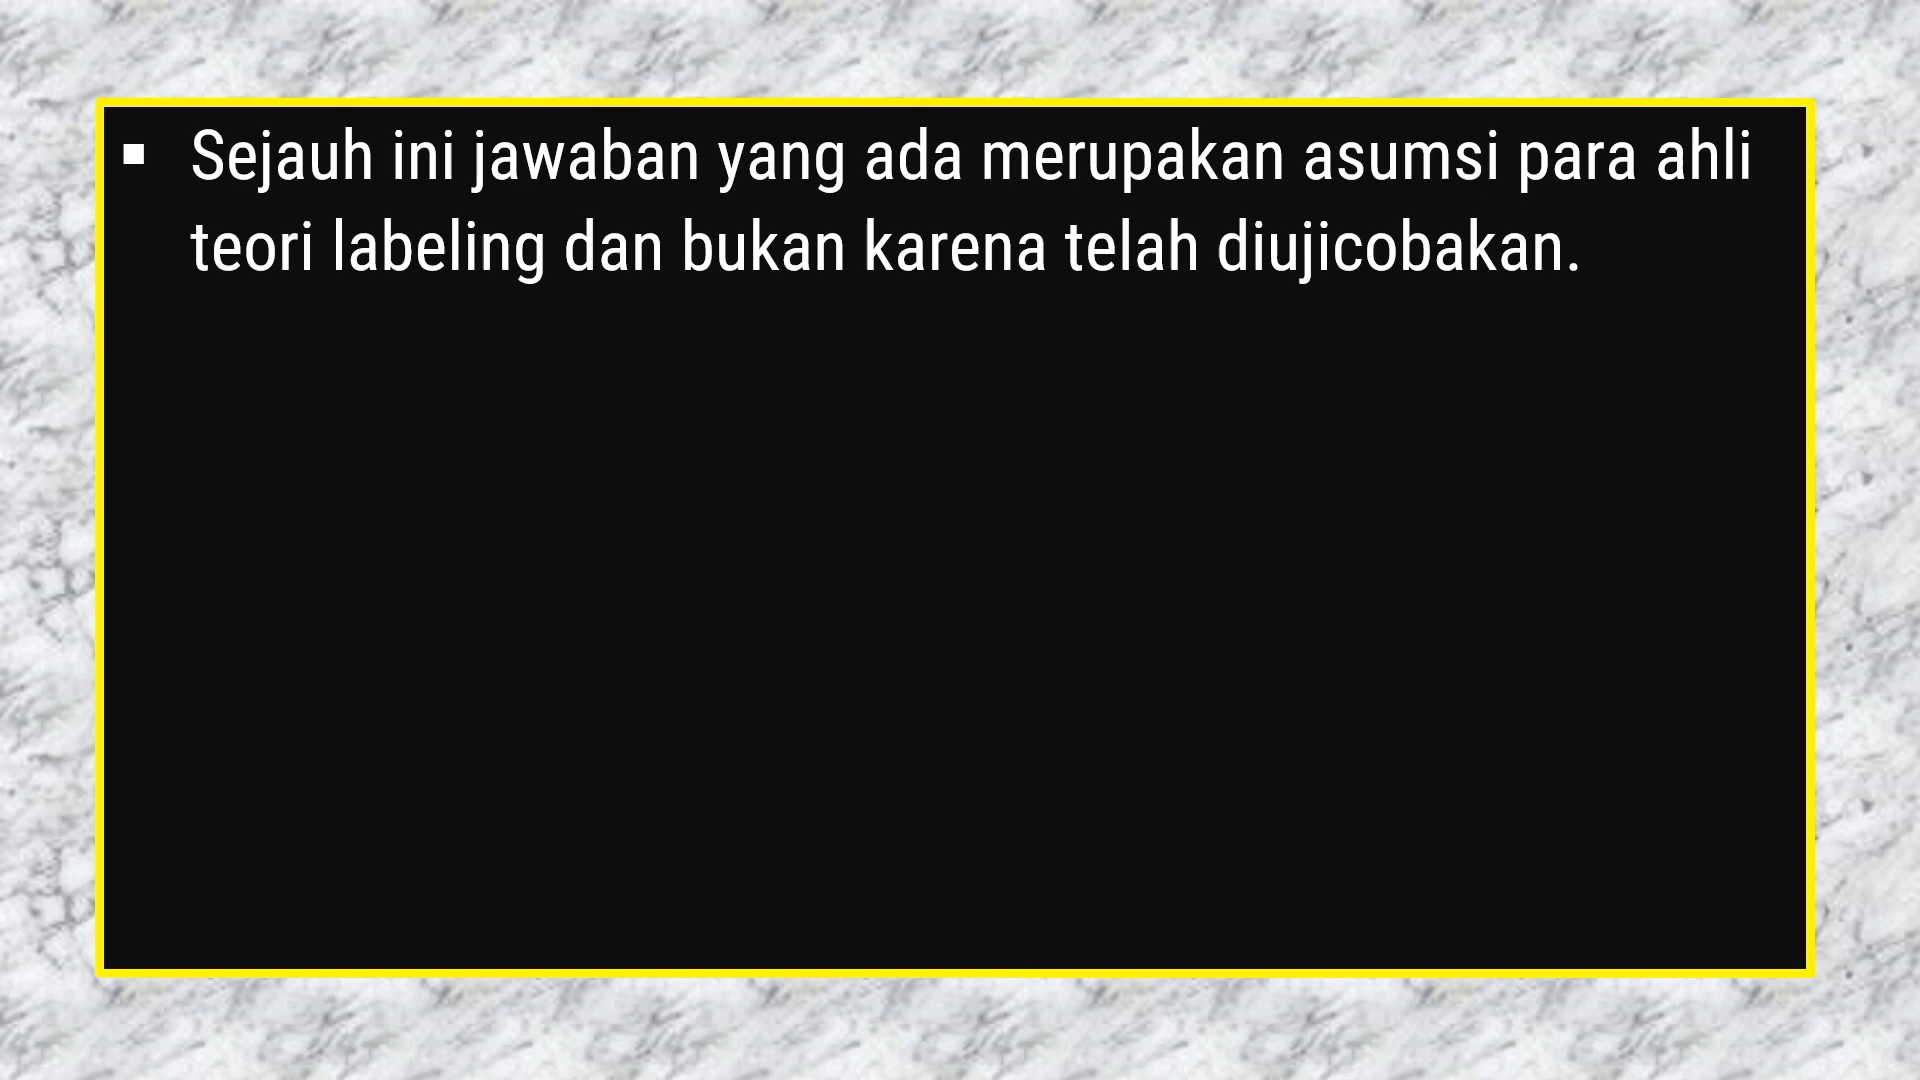 ▪ Sejauh ini jawaban yang ada merupakan asumsi para ahli
teori labeling dan bukan karena telah diujicobakan.